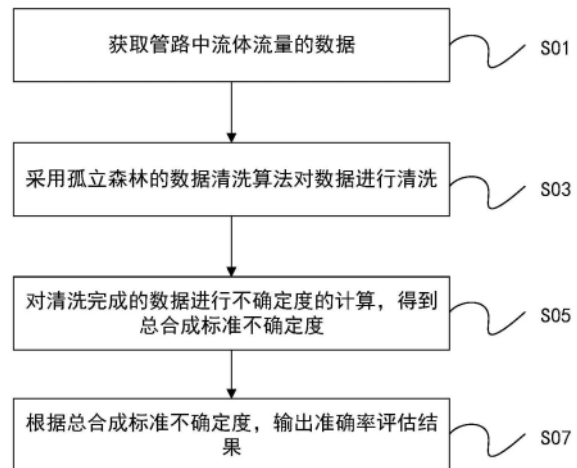 获取管路中流体流量的数据
S01
采用孤立森林的数据清洗算法对数据进行清洗
S03
对清洗完成的数据进行不确定度的计算，得到
总合成标准不确定度
S05
根据总合成标准不确定度，输出准确率评估结
果
S07